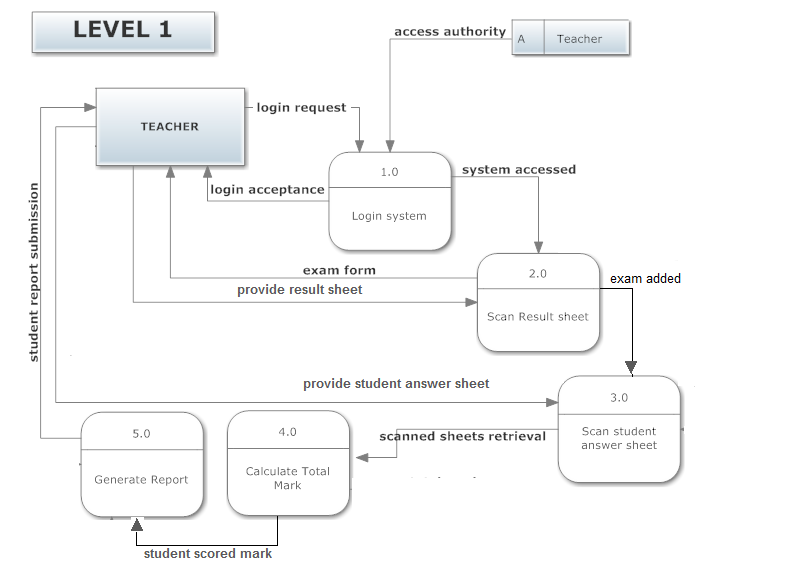 LEVEL 1
access authority
A
Teacher
TEACHER
login request
1.0
Login system
login acceptance
system accessed
2.0
Scan Result sheet
exam form
provide result sheet
exam added
student report submission
provide student answer sheet
3.0
Scan student
answer sheet
scanned sheets retrieval
5.0
Generate Report
4.0
Calculate Total
Mark
student scored mark